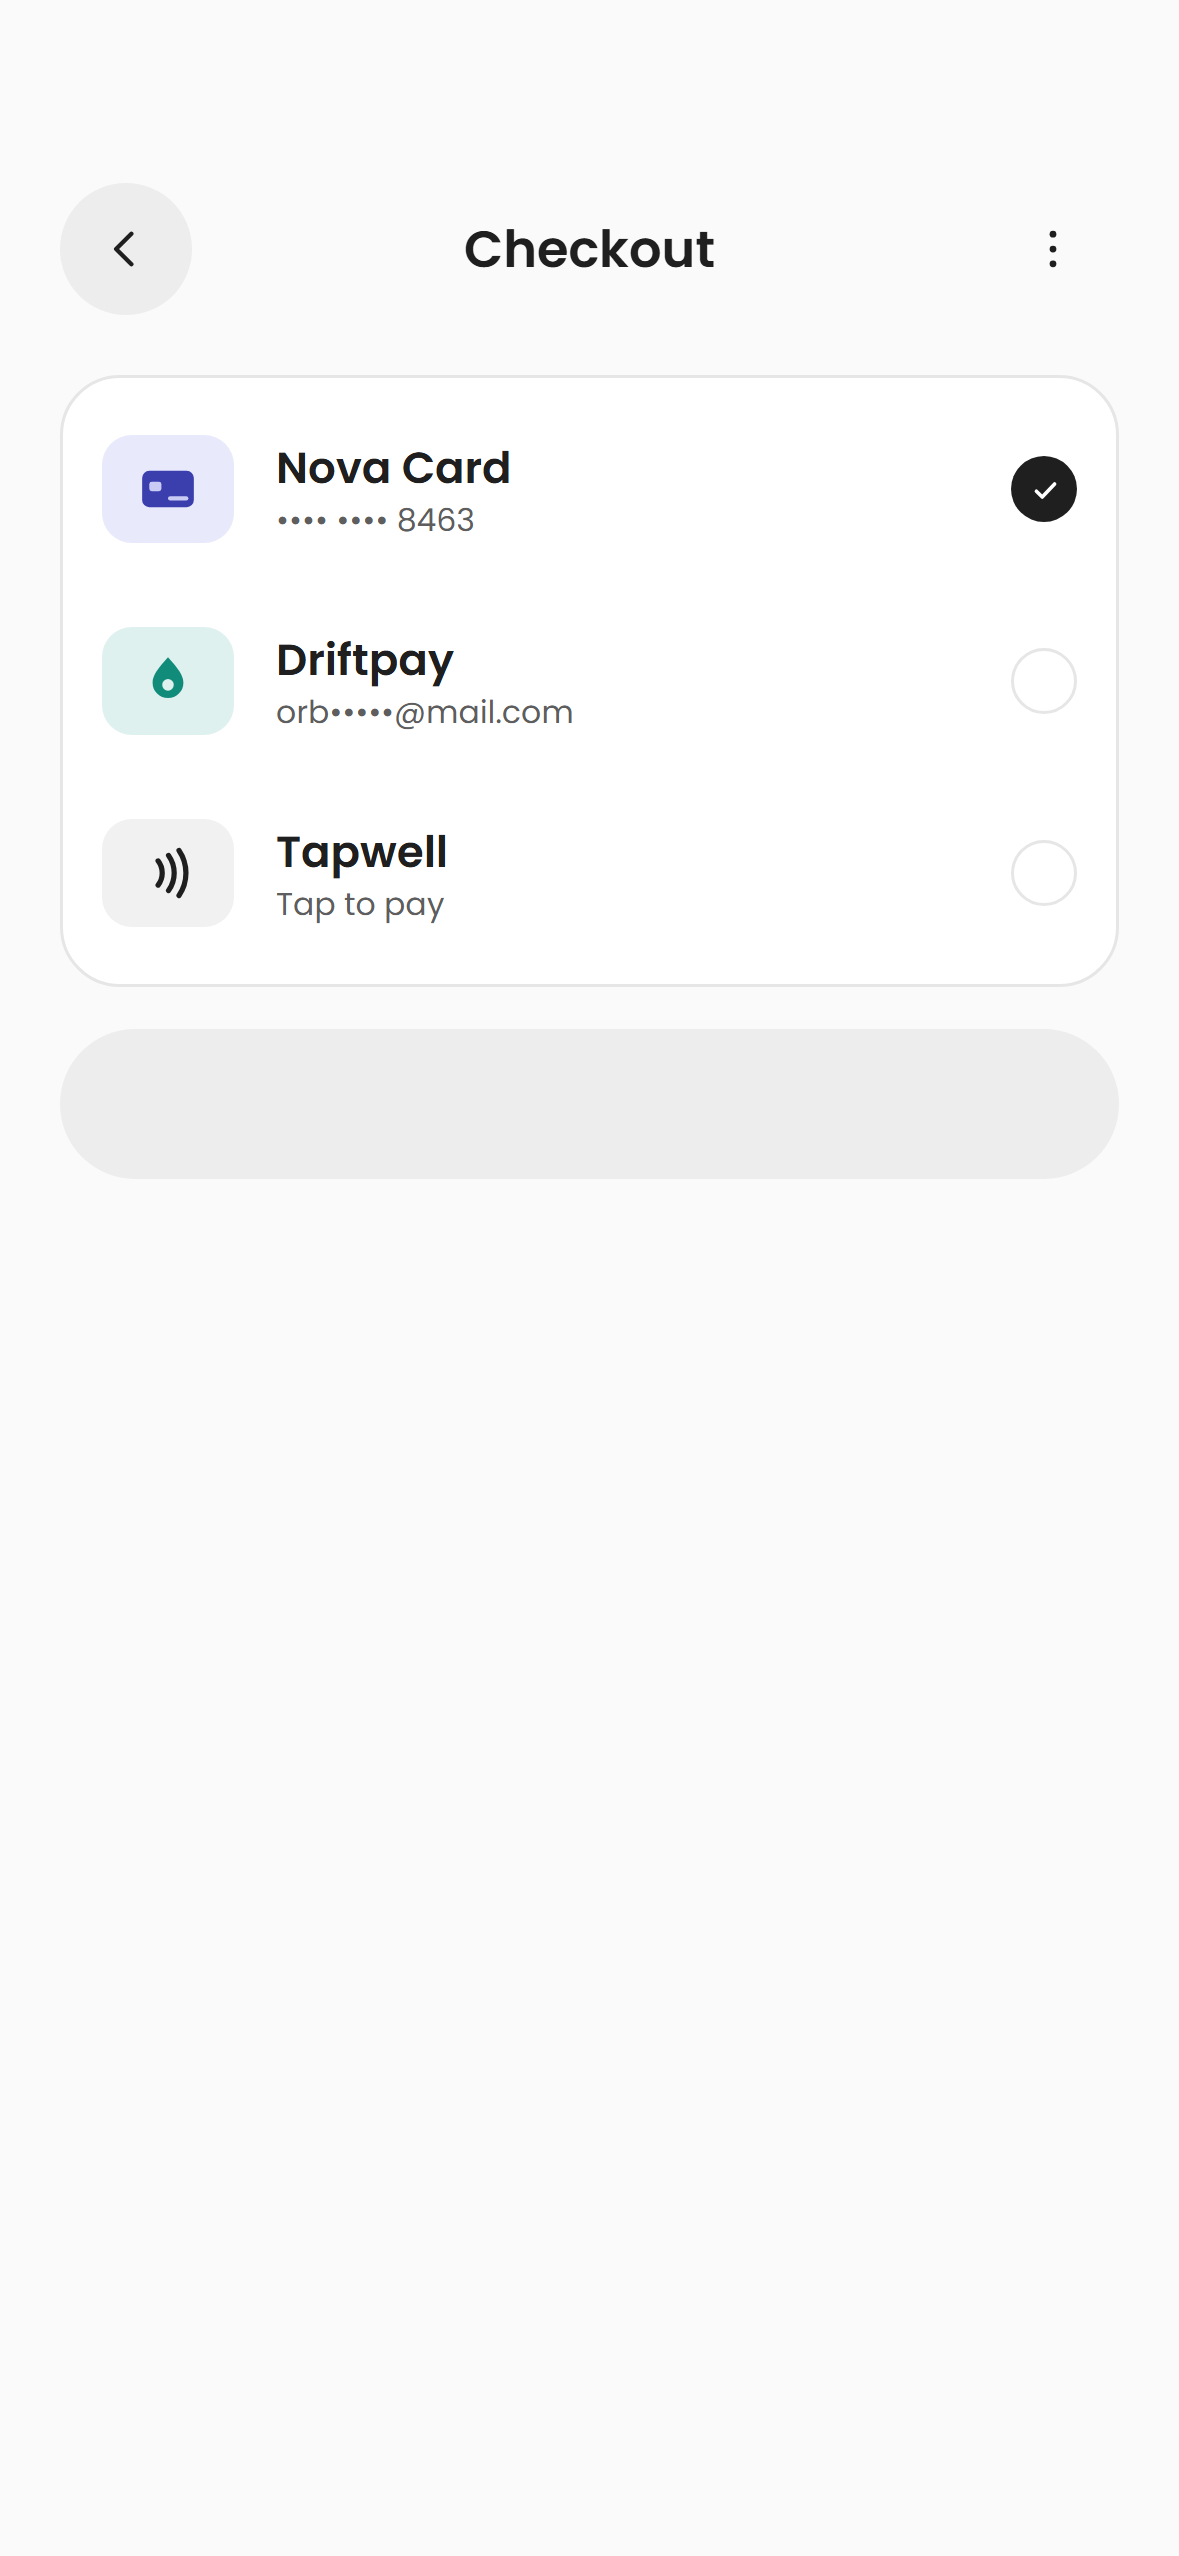 Checkout
Nova Card
•••• •••• 8463
Driftpay
orb•••••@mail.com
Tapwell
Tap to pay